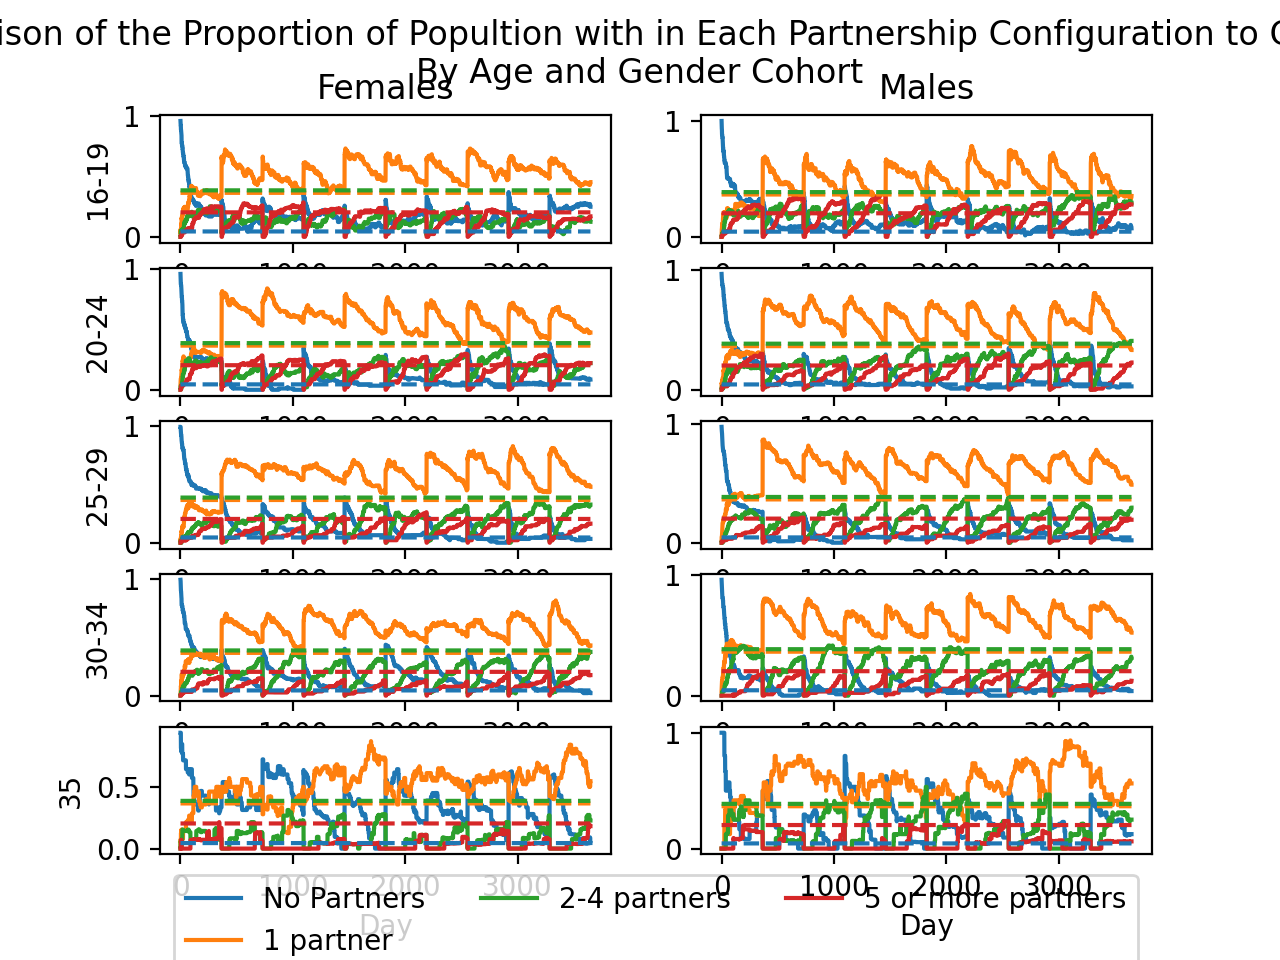 ison of the Proportion of Popultion with in Each Partnership Configuration to
By Age and Gender Cohort
Females
Males
1
0
16-19
1
0
1
0
20-24
1
0
1
0
25-29
1
0
1
0
30-34
1
0
0.5
0.0
35
1
0
0 1000 2000 3000
0 1000 2000 3000
Day
Day
No Partners
2-4 partners
5 or more partners
1 partner